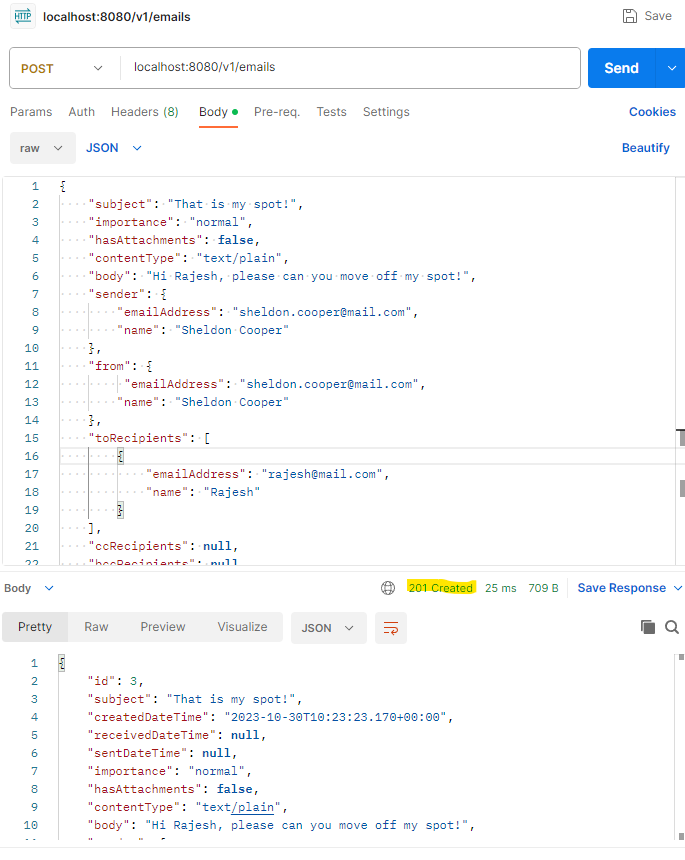 HTTP localhost:8080/v1/emails Save
POST localhost:8080/v1/emails Send
Params Auth Headers (8) Body Pre-req. Tests Settings Cookies
raw JSON Beautify
1 {
2 "subject": "That is my spot!",
3 "importance": "normal",
4 "hasAttachments": false,
5 "contentType": "text/plain",
6 "body": "Hi Rajesh, please can you move off my spot!",
7 "sender": {
8 "emailAddress": "sheldon.cooper@mail.com",
9 "name": "Sheldon Cooper"
10 },
11 "from": {
12 "emailAddress": "sheldon.cooper@mail.com",
13 "name": "Sheldon Cooper"
14 },
15 "toRecipients": [
16 {
17 "emailAddress": "rajesh@mail.com",
18 "name": "Rajesh"
19 }
20 ],
21 "ccRecipients": null,
22 "bccRecipients": null
Body 201 Created 25 ms 709 B Save Response
Pretty Raw Preview Visualize JSON
1 {
2 "id": 3,
3 "subject": "That is my spot!",
4 "createdDateTime": "2023-10-30T10:23:23.170+00:00",
5 "receivedDateTime": null,
6 "sentDateTime": null,
7 "importance": "normal",
8 "hasAttachments": false,
9 "contentType": "text/plain",
10 "body": "Hi Rajesh, please can you move off my spot!",